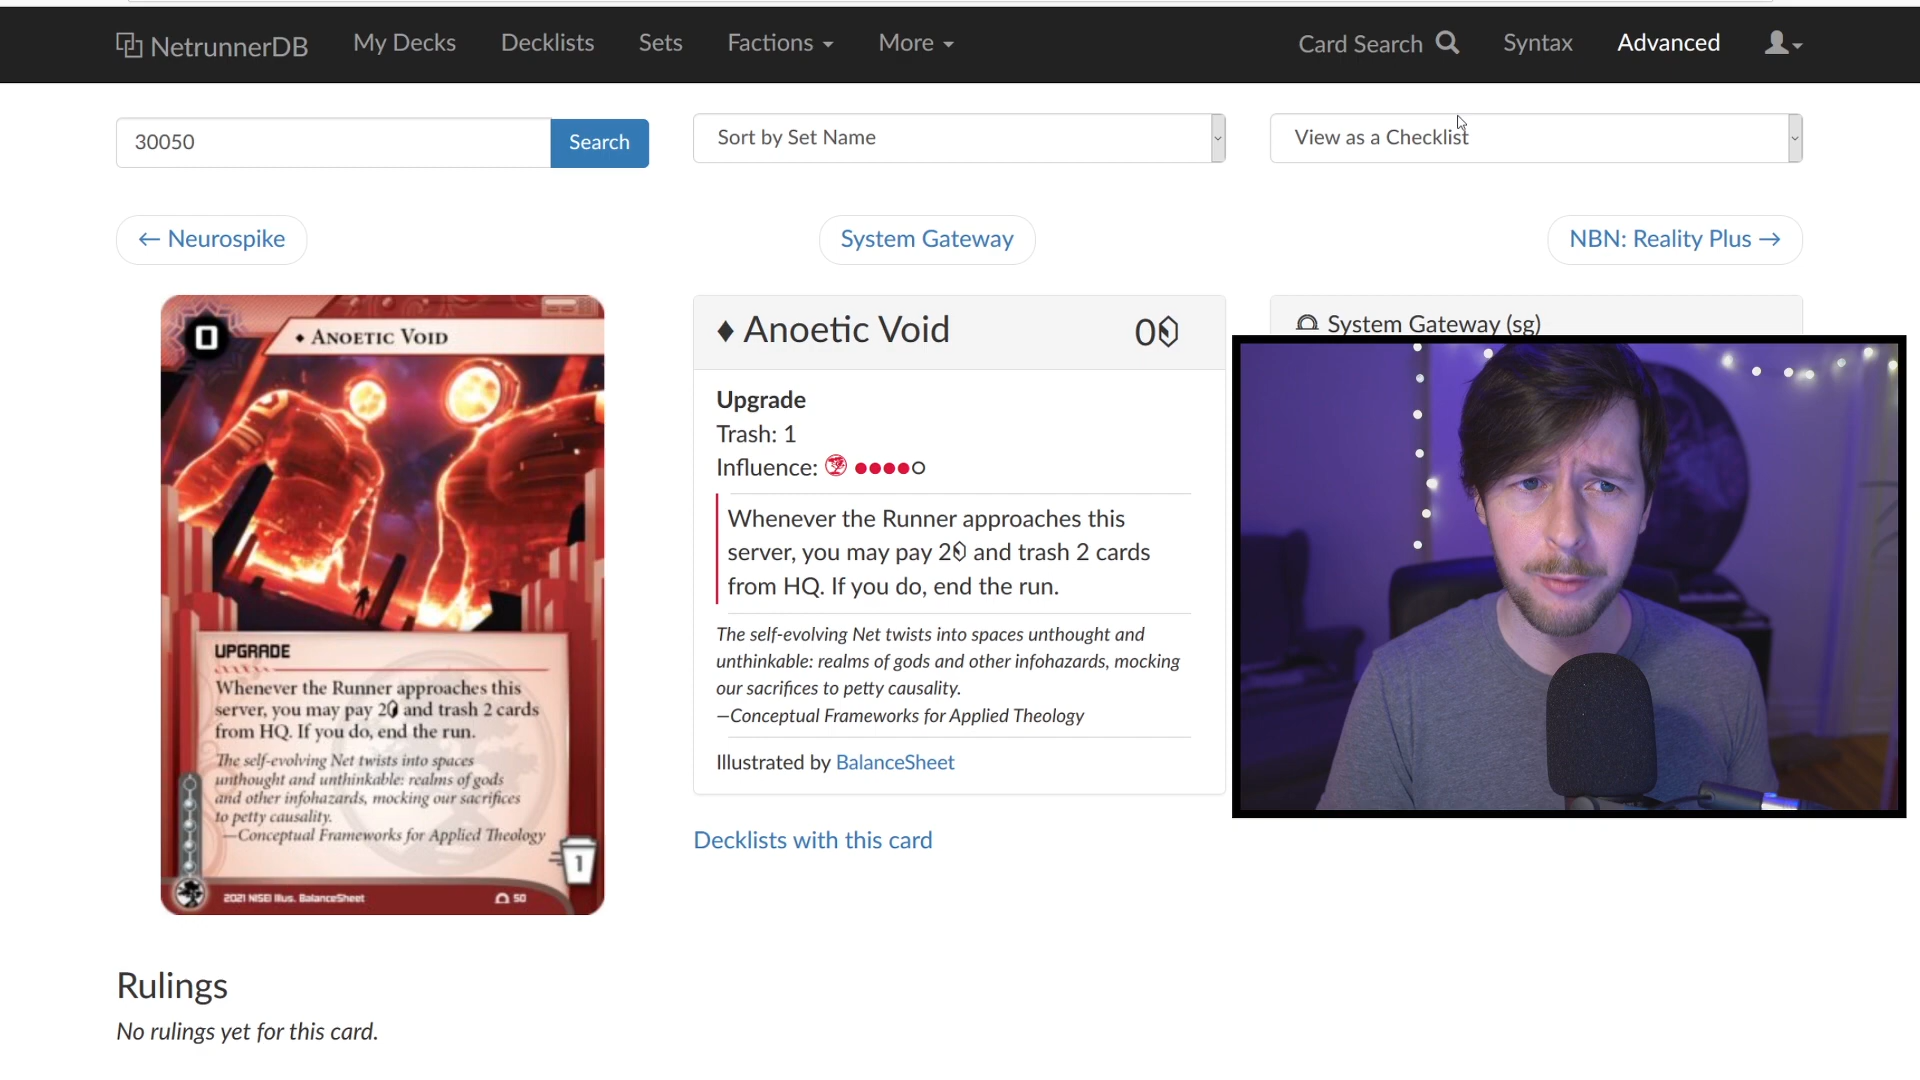 NetrunnerDB My Decks Decklists Sets Factions More Card Search Syntax Advanced
30050 Search Sort by Set Name View as a Checklist
← Neurospike System Gateway NBN: Reality Plus →
0 ♦ Anoetic Void
UPGRADE
Whenever the Runner approaches this
server, you may pay 2 and trash 2 cards
from HQ. If you do, end the run.
The self-evolving Net twists into spaces
unthought and unthinkable: realms of gods
and other infohazards, mocking our sacrifices
to petty causality.
—Conceptual Frameworks for Applied Theology
1
2021 NISEI Illus. BalanceSheet 50
♦ Anoetic Void 0
Upgrade
Trash: 1
Influence:
Whenever the Runner approaches this
server, you may pay 2 and trash 2 cards
from HQ. If you do, end the run.
The self-evolving Net twists into spaces unthought and
unthinkable: realms of gods and other infohazards, mocking
our sacrifices to petty causality.
—Conceptual Frameworks for Applied Theology
Illustrated by BalanceSheet
Decklists with this card
System Gateway (sg)
Rulings
No rulings yet for this card.